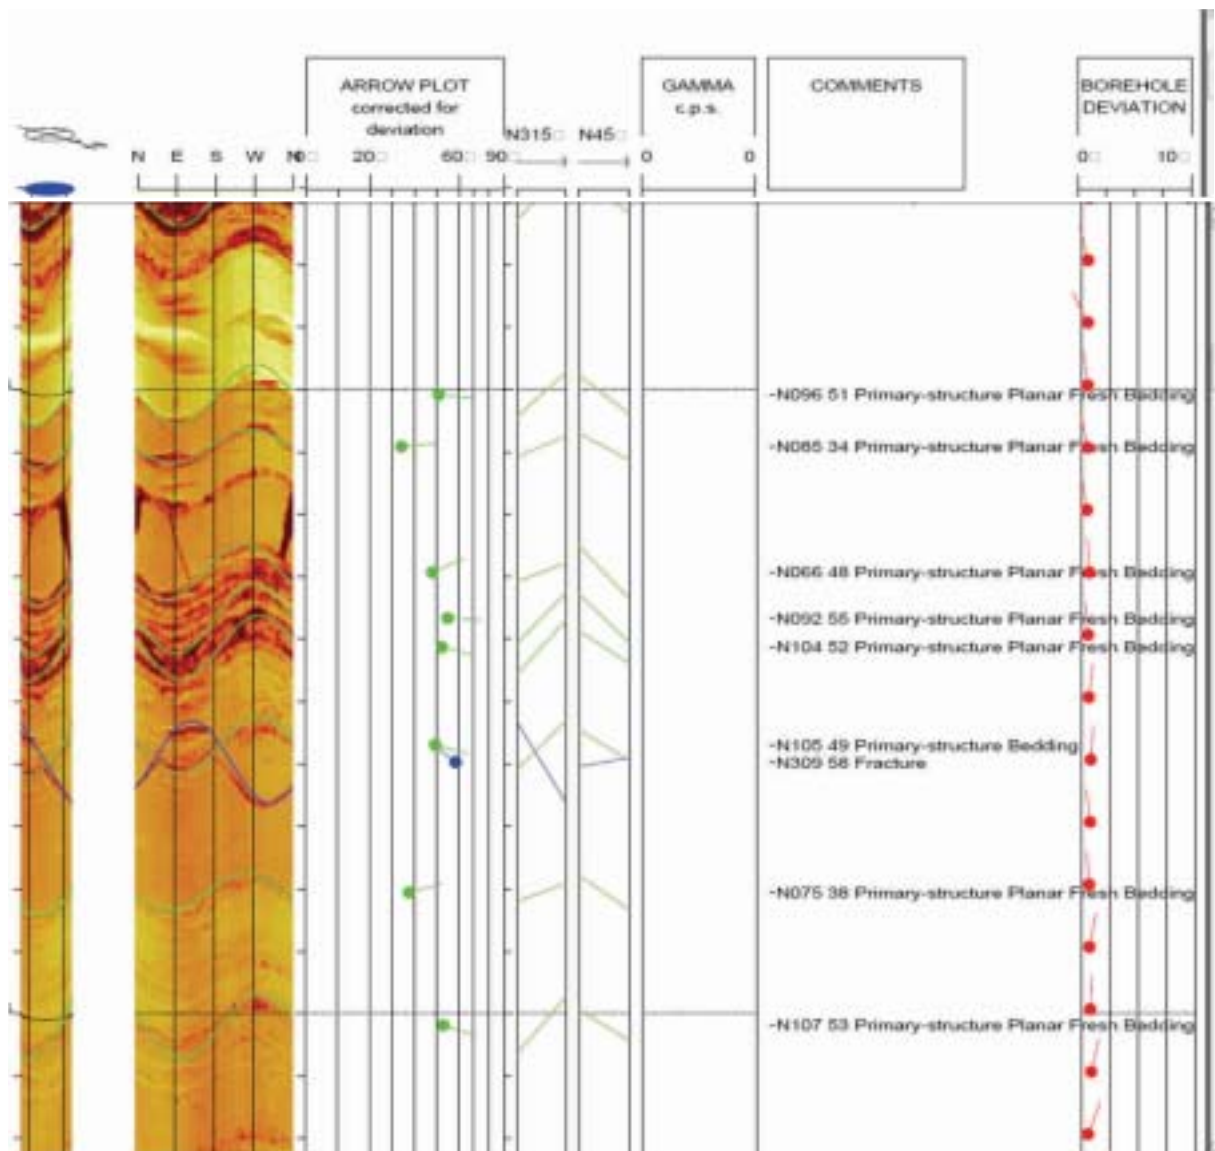 ARROW PLOT
corrected for
deviation
GAMMA
c.p.s.
COMMENTS
BOREHOLE
DEVIATION
N315□ N45□
N E S W N 0□ 20□ 60□ 90□ 0 0 0□ 10□
-N096 51 Primary-structure Planar Fresh Bedding
-N085 34 Primary-structure Planar Fresh Bedding
-N066 48 Primary-structure Planar Fresh Bedding
-N092 55 Primary-structure Planar Fresh Bedding
-N104 52 Primary-structure Planar Fresh Bedding
-N105 49 Primary-structure Bedding
-N309 58 Fracture
-N075 38 Primary-structure Planar Fresh Bedding
-N107 53 Primary-structure Planar Fresh Bedding